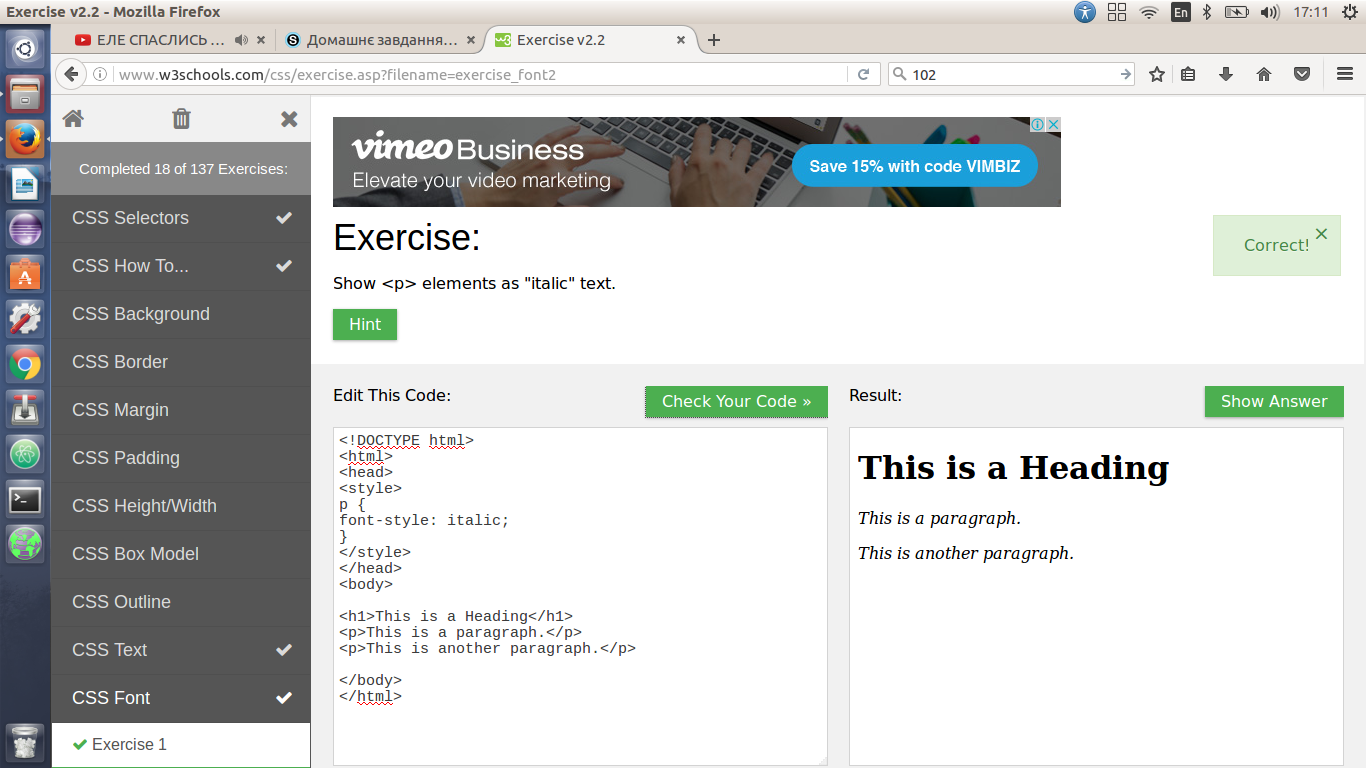 Exercise v2.2 - Mozilla Firefox
En
17:11
ЕЛЕ СПАСЛИСЬ ...
Домашнє завдання...
w3
Exercise v2.2
www.w3schools.com/css/exercise.asp?filename=exercise_font2
102
Completed 18 of 137 Exercises:
CSS Selectors
CSS How To...
CSS Background
CSS Border
CSS Margin
CSS Padding
CSS Height/Width
CSS Box Model
CSS Outline
CSS Text
CSS Font
Exercise 1
vimeo Business
Elevate your video marketing
Save 15% with code VIMBIZ
Exercise:
Correct!
Show <p> elements as "italic" text.
Hint
Edit This Code:
Check Your Code »
<!DOCTYPE html>
<html>
<head>
<style>
p {
font-style: italic;
}
</style>
</head>
<body>
<h1>This is a Heading</h1>
<p>This is a paragraph.</p>
<p>This is another paragraph.</p>
</body>
</html>
Result:
Show Answer
This is a Heading
This is a paragraph.
This is another paragraph.